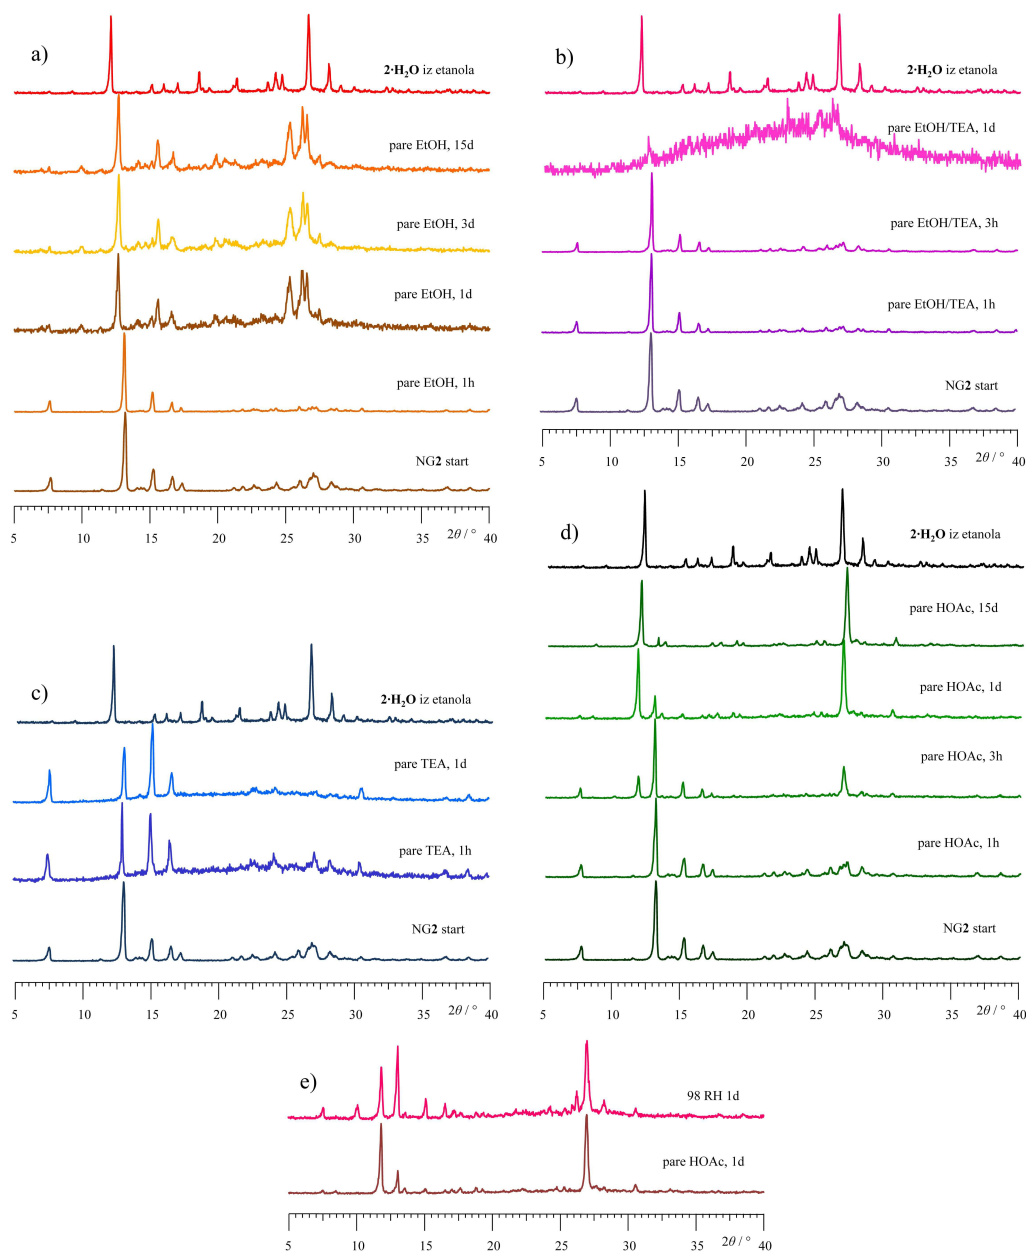 a)
2·H₂O iz etanola
pare EtOH, 15d
pare EtOH, 3d
pare EtOH, 1d
pare EtOH, 1h
NG2 start
5 10 15 20 25 30 35 40
2θ / °
b)
2·H₂O iz etanola
pare EtOH/TEA, 1d
pare EtOH/TEA, 3h
pare EtOH/TEA, 1h
NG2 start
5 10 15 20 25 30 35 40
2θ / °
c)
2·H₂O iz etanola
pare TEA, 1d
pare TEA, 1h
NG2 start
5 10 15 20 25 30 35 40
2θ / °
d)
2·H₂O iz etanola
pare HOAc, 15d
pare HOAc, 1d
pare HOAc, 3h
pare HOAc, 1h
NG2 start
5 10 15 20 25 30 35 40
2θ / °
e)
98 RH 1d
pare HOAc, 1d
5 10 15 20 25 30 35 40
2θ / °